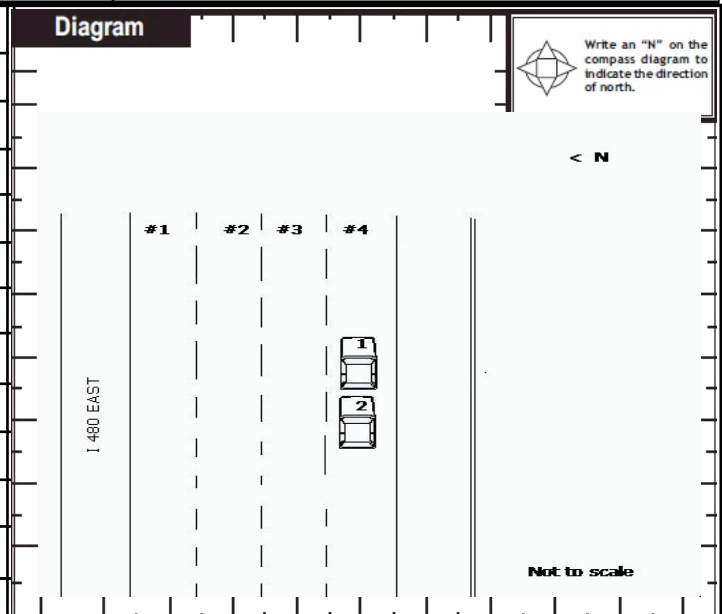 Diagram
Write an "N" on the
compass diagram to
indicate the direction
of north.
< N
#1 #2 #3 #4
1
I 480 EAST
2
Not to scale